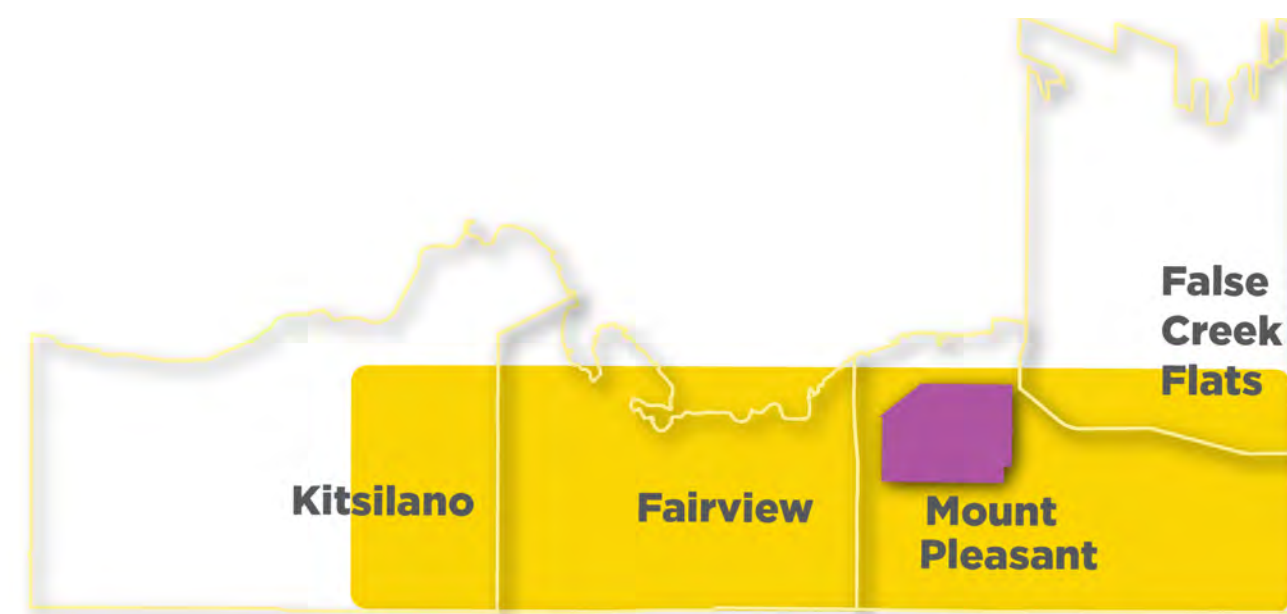 False
Creek
Flats
Kitsilano
Fairview
Mount
Pleasant